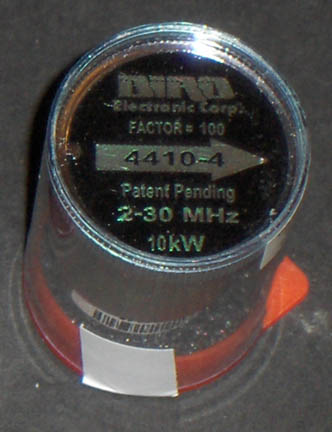 BIRD
Electronic Corp.
FACTOR = 100
4410-4
Patent Pending
2-30 MHz
10kW